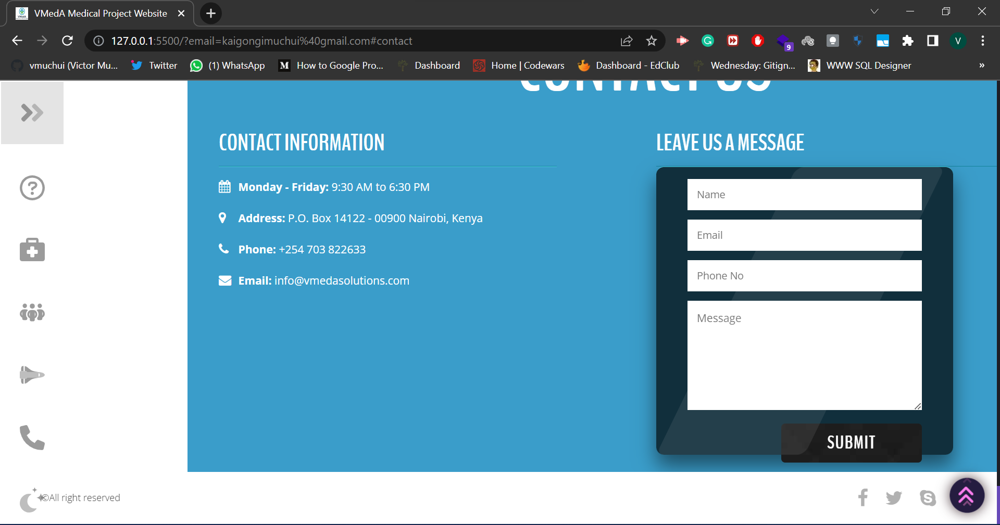 VMedA Medical Project Website
127.0.0.1:5500/?email=kaigongimuchui%40gmail.com#contact
9
V
vmuchui (Victor Mu...
Twitter
(1) WhatsApp
How to Google Pro...
Dashboard
Home | Codewars
Dashboard - EdClub
Wednesday: Gitign...
WWW SQL Designer
»
CONTACT US
CONTACT INFORMATION
Monday - Friday: 9:30 AM to 6:30 PM
Address: P.O. Box 14122 - 00900 Nairobi, Kenya
Phone: +254 703 822633
Email: info@vmedasolutions.com
LEAVE US A MESSAGE
Name
Email
Phone No
Message
SUBMIT
©All right reserved